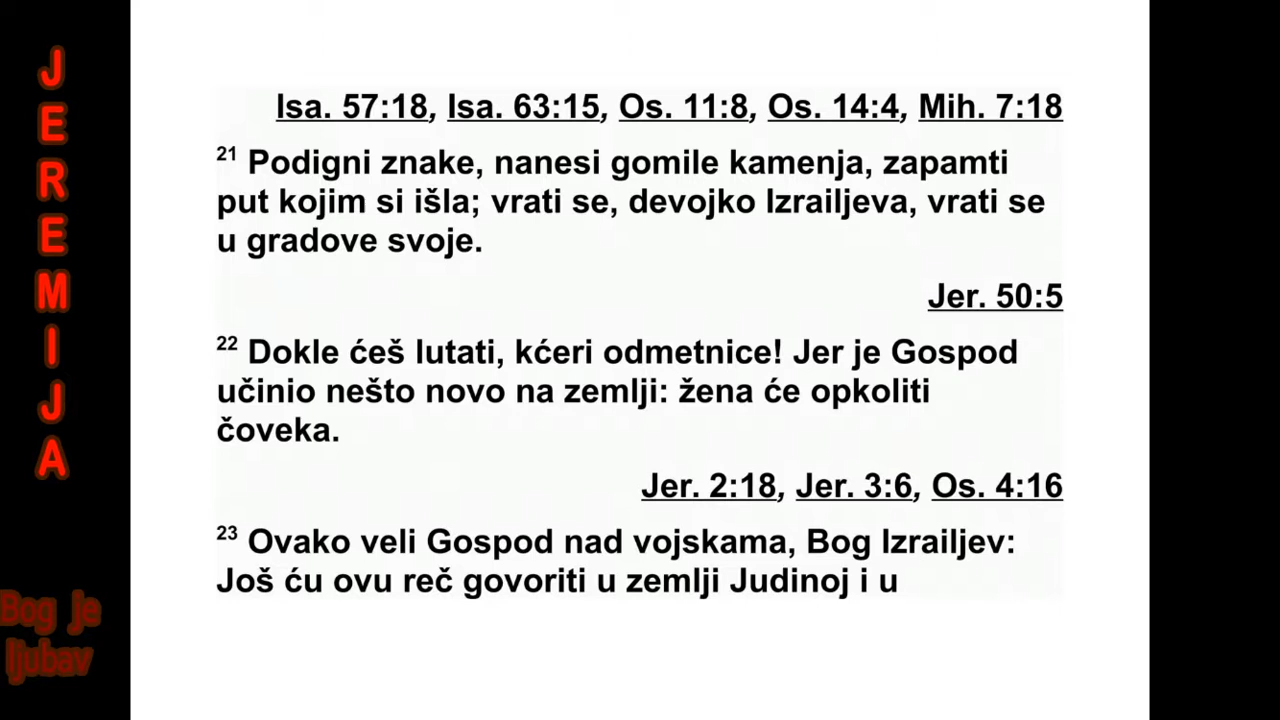 JEREMIJA
Isa. 57:18, Isa. 63:15, Os. 11:8, Os. 14:4, Mih. 7:18
21 Podigni znake, nanesi gomile kamenja, zapamti
put kojim si išla; vrati se, devojko Izrailjeva, vrati se
u gradove svoje.
Jer. 50:5
22 Dokle ćeš lutati, kćeri odmetnice! Jer je Gospod
učinio nešto novo na zemlji: žena će opkoliti
čoveka.
Jer. 2:18, Jer. 3:6, Os. 4:16
23 Ovako veli Gospod nad vojskama, Bog Izrailjev:
Još ću ovu reč govoriti u zemlji Judinoj i u
Bog je
ljubav